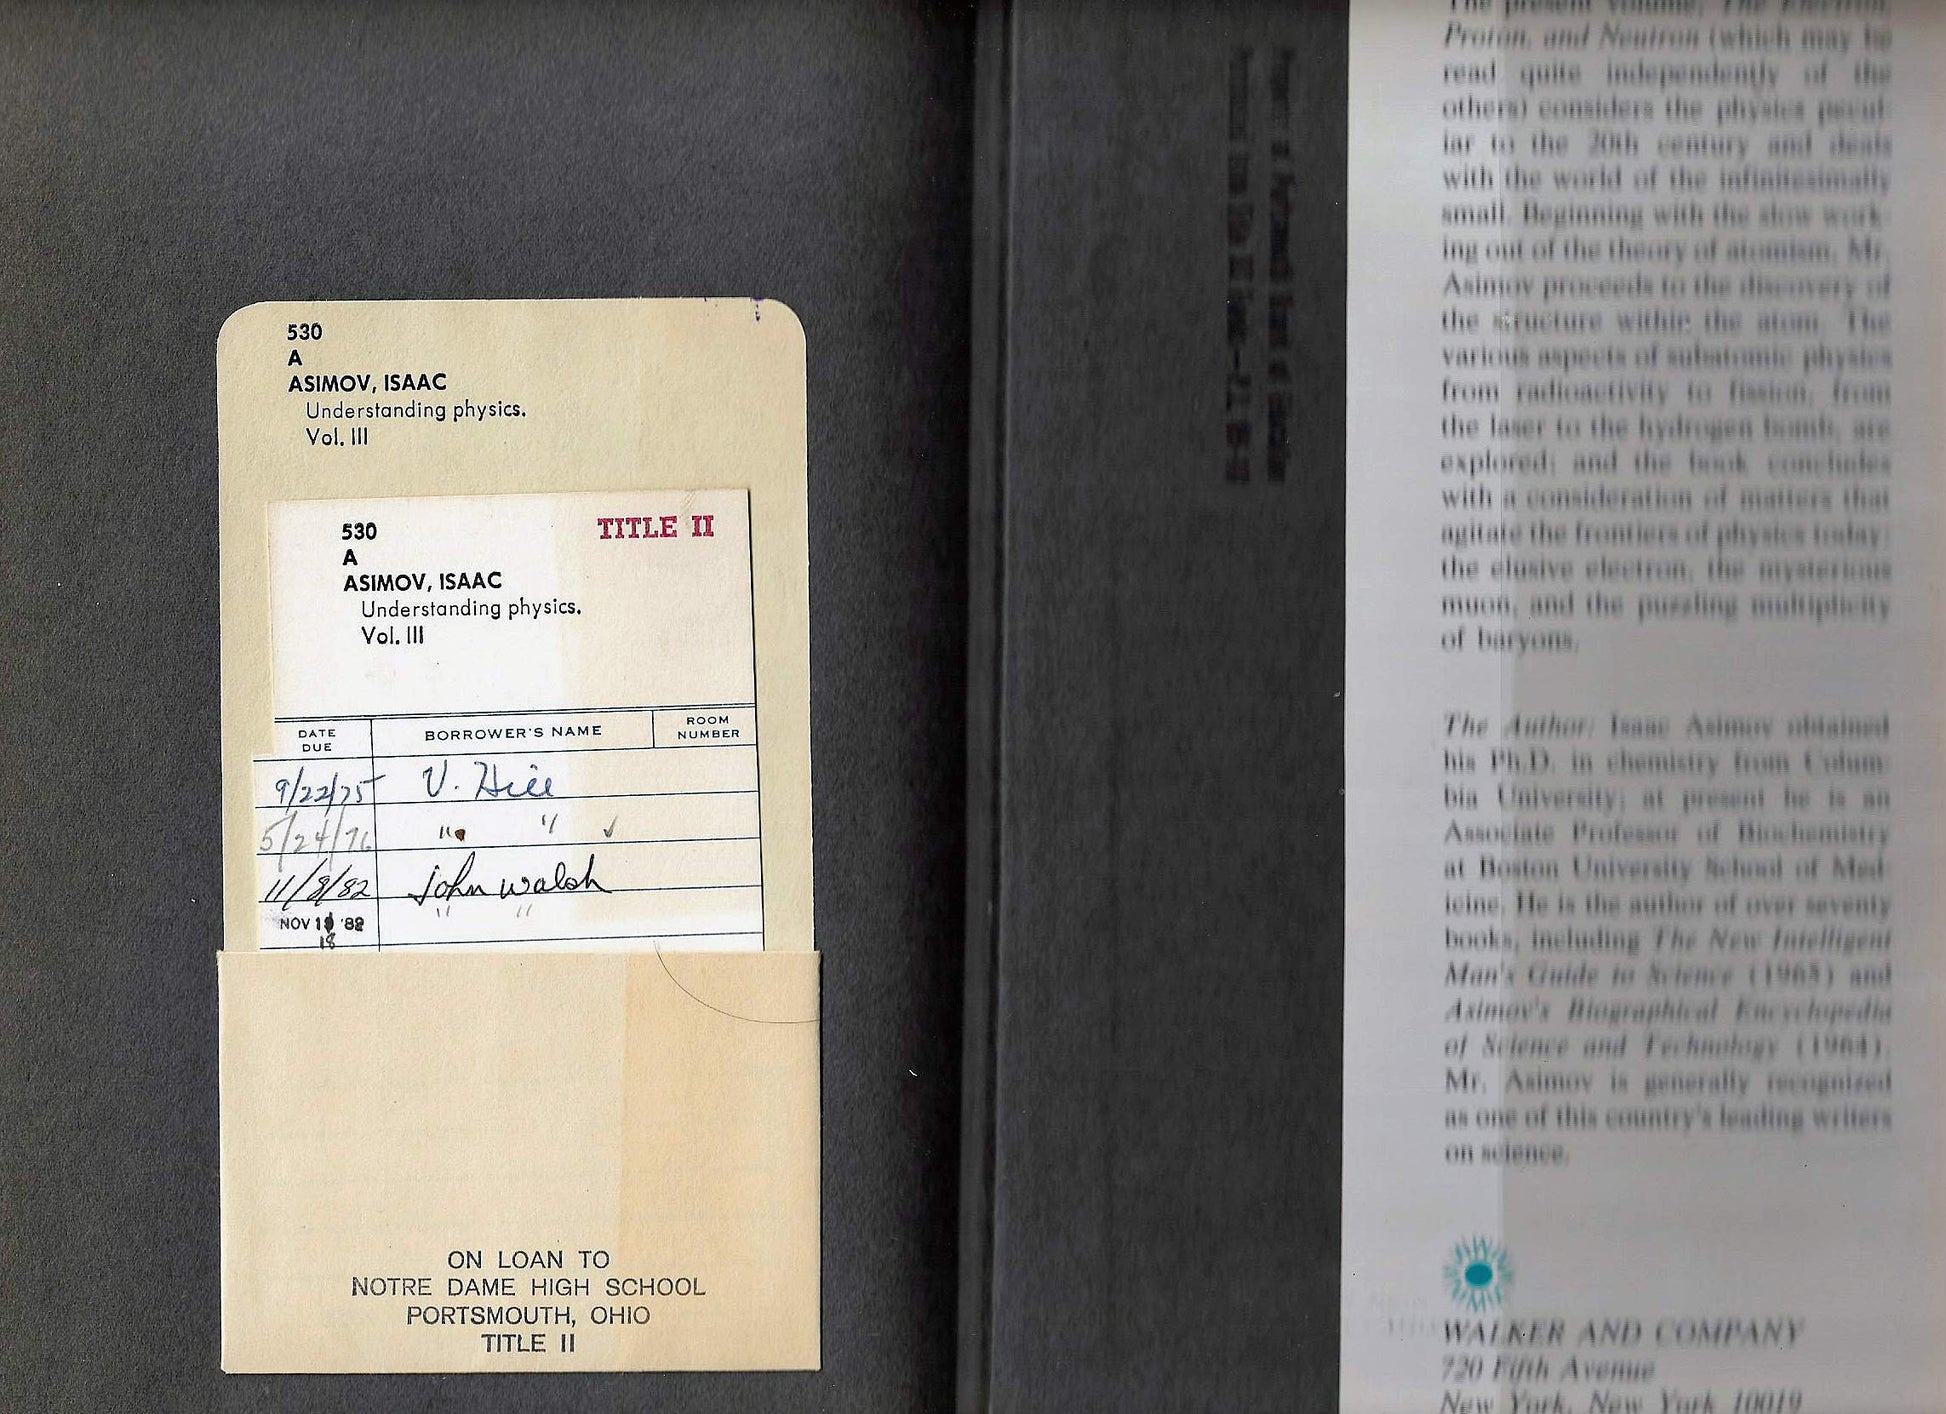 530
A
ASIMOV, ISAAC
Understanding physics.
Vol. III
530
TITLE II
A
ASIMOV, ISAAC
Understanding physics.
Vol. III
DATE DUE
BORROWER'S NAME
ROOM NUMBER
9/22/75 V. Hill
5/24/76 " " ✓
11/8/82 john walsh
NOV 18 '82 " "
18
ON LOAN TO
NOTRE DAME HIGH SCHOOL
PORTSMOUTH, OHIO
TITLE II
The present volume, The Electron,
Proton, and Neutron (which may be
read quite independently of the
others) considers the physics pecul-
iar to the 20th century and deals
with the world of the infinitesimally
small. Beginning with the slow work-
ing out of the theory of atomism, Mr.
Asimov proceeds to the discovery of
the structure within the atom. The
various aspects of subatomic physics
from radioactivity to fission, from
the laser to the hydrogen bomb, are
explored; and the book concludes
with a consideration of matters that
agitate the frontiers of physics today:
the elusive electron, the mysterious
muon, and the puzzling multiplicity
of baryons.
The Author: Isaac Asimov obtained
his Ph.D. in chemistry from Colum-
bia University; at present he is an
Associate Professor of Biochemistry
at Boston University School of Med-
icine. He is the author of over seventy
books, including The New Intelligent
Man's Guide to Science (1965) and
Asimov's Biographical Encyclopedia
of Science and Technology (1964).
Mr. Asimov is generally recognized
as one of this country's leading writers
on science.
WALKER AND COMPANY
720 Fifth Avenue
New York, New York 10019